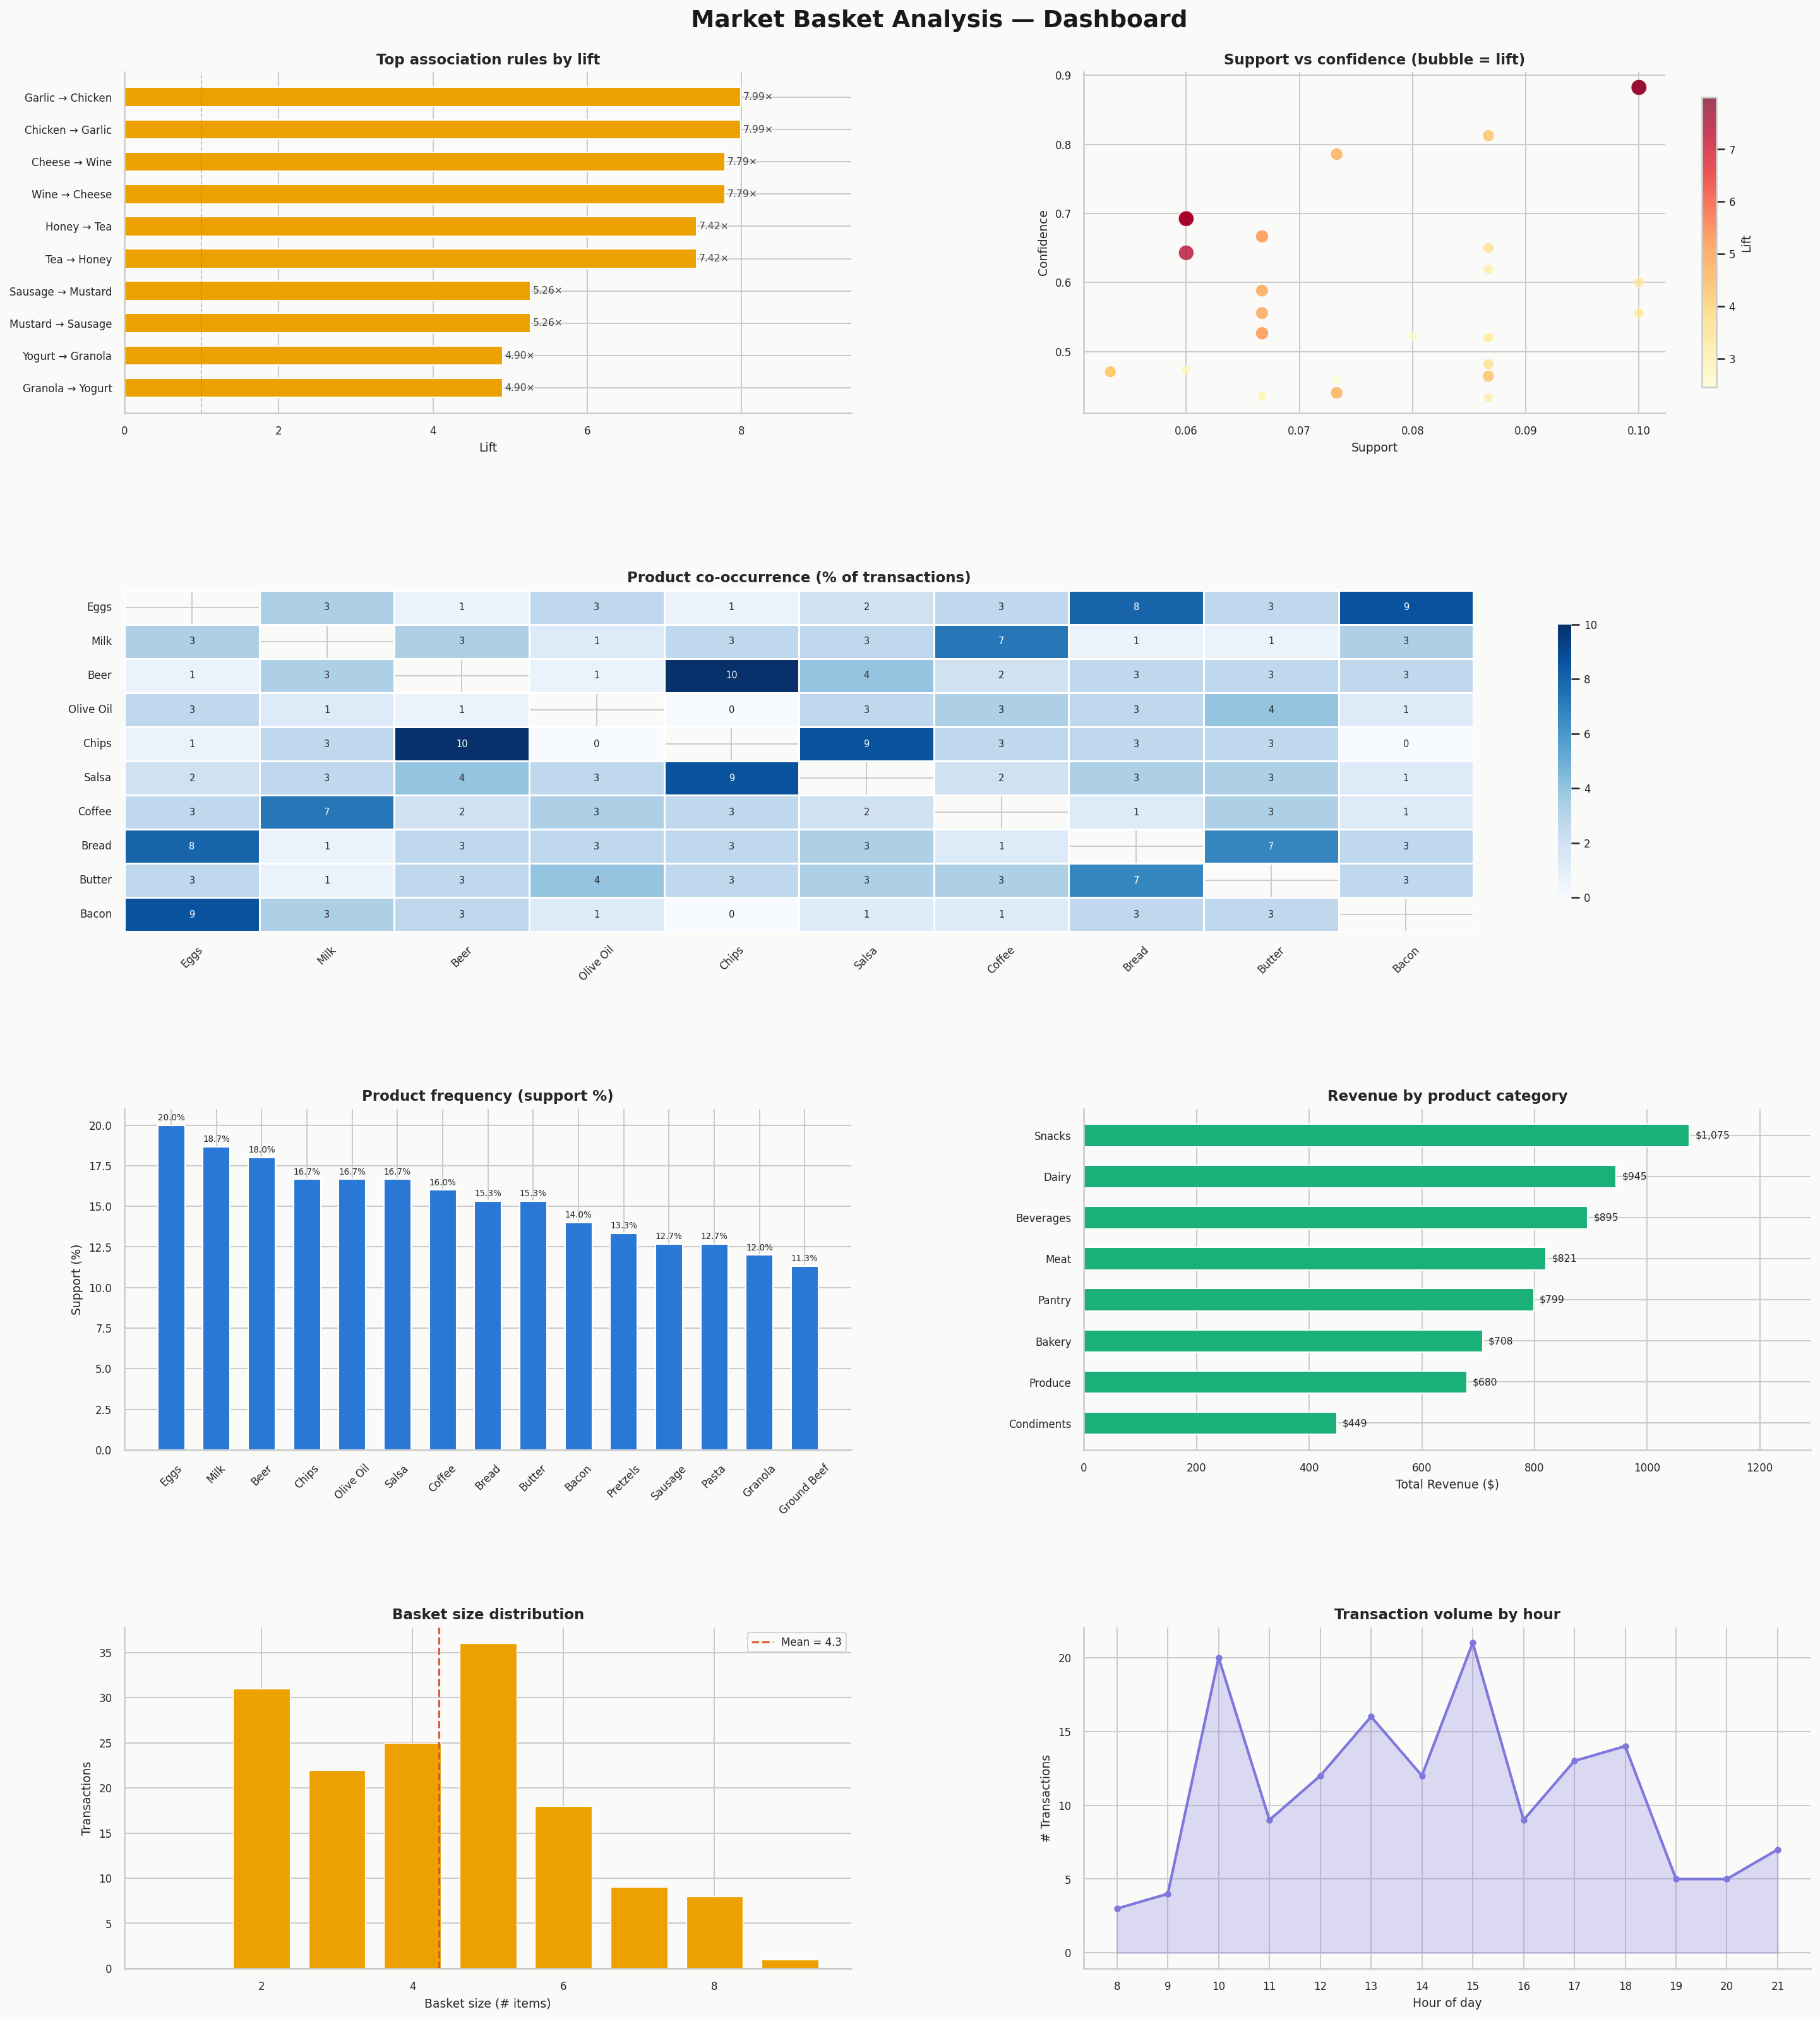 Market Basket Analysis — Dashboard
Top association rules by lift
Garlic → Chicken
7.99×
Chicken → Garlic
7.99×
Cheese → Wine
7.79×
Wine → Cheese
7.79×
Honey → Tea
7.42×
Tea → Honey
7.42×
Sausage → Mustard
5.26×
Mustard → Sausage
5.26×
Yogurt → Granola
4.90×
Granola → Yogurt
4.90×
0 2 4 6 8
Lift
Support vs confidence (bubble = lift)
0.9
0.8
0.7
0.6
0.5
Confidence
0.06 0.07 0.08 0.09 0.10
Support
7
6
5
4
3
Lift
Product co-occurrence (% of transactions)
Eggs 3 1 3 1 2 3 8 3 9
Milk 3 3 1 3 3 7 1 1 3
Beer 1 3 1 10 4 2 3 3 3
Olive Oil 3 1 1 0 3 3 3 4 1
Chips 1 3 10 0 9 3 3 3 0
Salsa 2 3 4 3 9 2 3 3 1
Coffee 3 7 2 3 3 2 1 3 1
Bread 8 1 3 3 3 3 1 7 3
Butter 3 1 3 4 3 3 3 7 3
Bacon 9 3 3 1 0 1 1 3 3
Eggs Milk Beer Olive Oil Chips Salsa Coffee Bread Butter Bacon
10
8
6
4
2
0
Product frequency (support %)
20.0% 18.7% 18.0% 16.7% 16.7% 16.7% 16.0% 15.3% 15.3% 14.0% 13.3% 12.7% 12.7% 12.0% 11.3%
20.0
17.5
15.0
12.5
10.0
7.5
5.0
2.5
0.0
Support (%)
Eggs Milk Beer Chips Olive Oil Salsa Coffee Bread Butter Bacon Pretzels Sausage Pasta Granola Ground Beef
Revenue by product category
Snacks $1,075
Dairy $945
Beverages $895
Meat $821
Pantry $799
Bakery $708
Produce $680
Condiments $449
0 200 400 600 800 1000 1200
Total Revenue ($)
Basket size distribution
Mean = 4.3
35
30
25
20
15
10
5
0
Transactions
2 4 6 8
Basket size (# items)
Transaction volume by hour
20
15
10
5
0
# Transactions
8 9 10 11 12 13 14 15 16 17 18 19 20 21
Hour of day